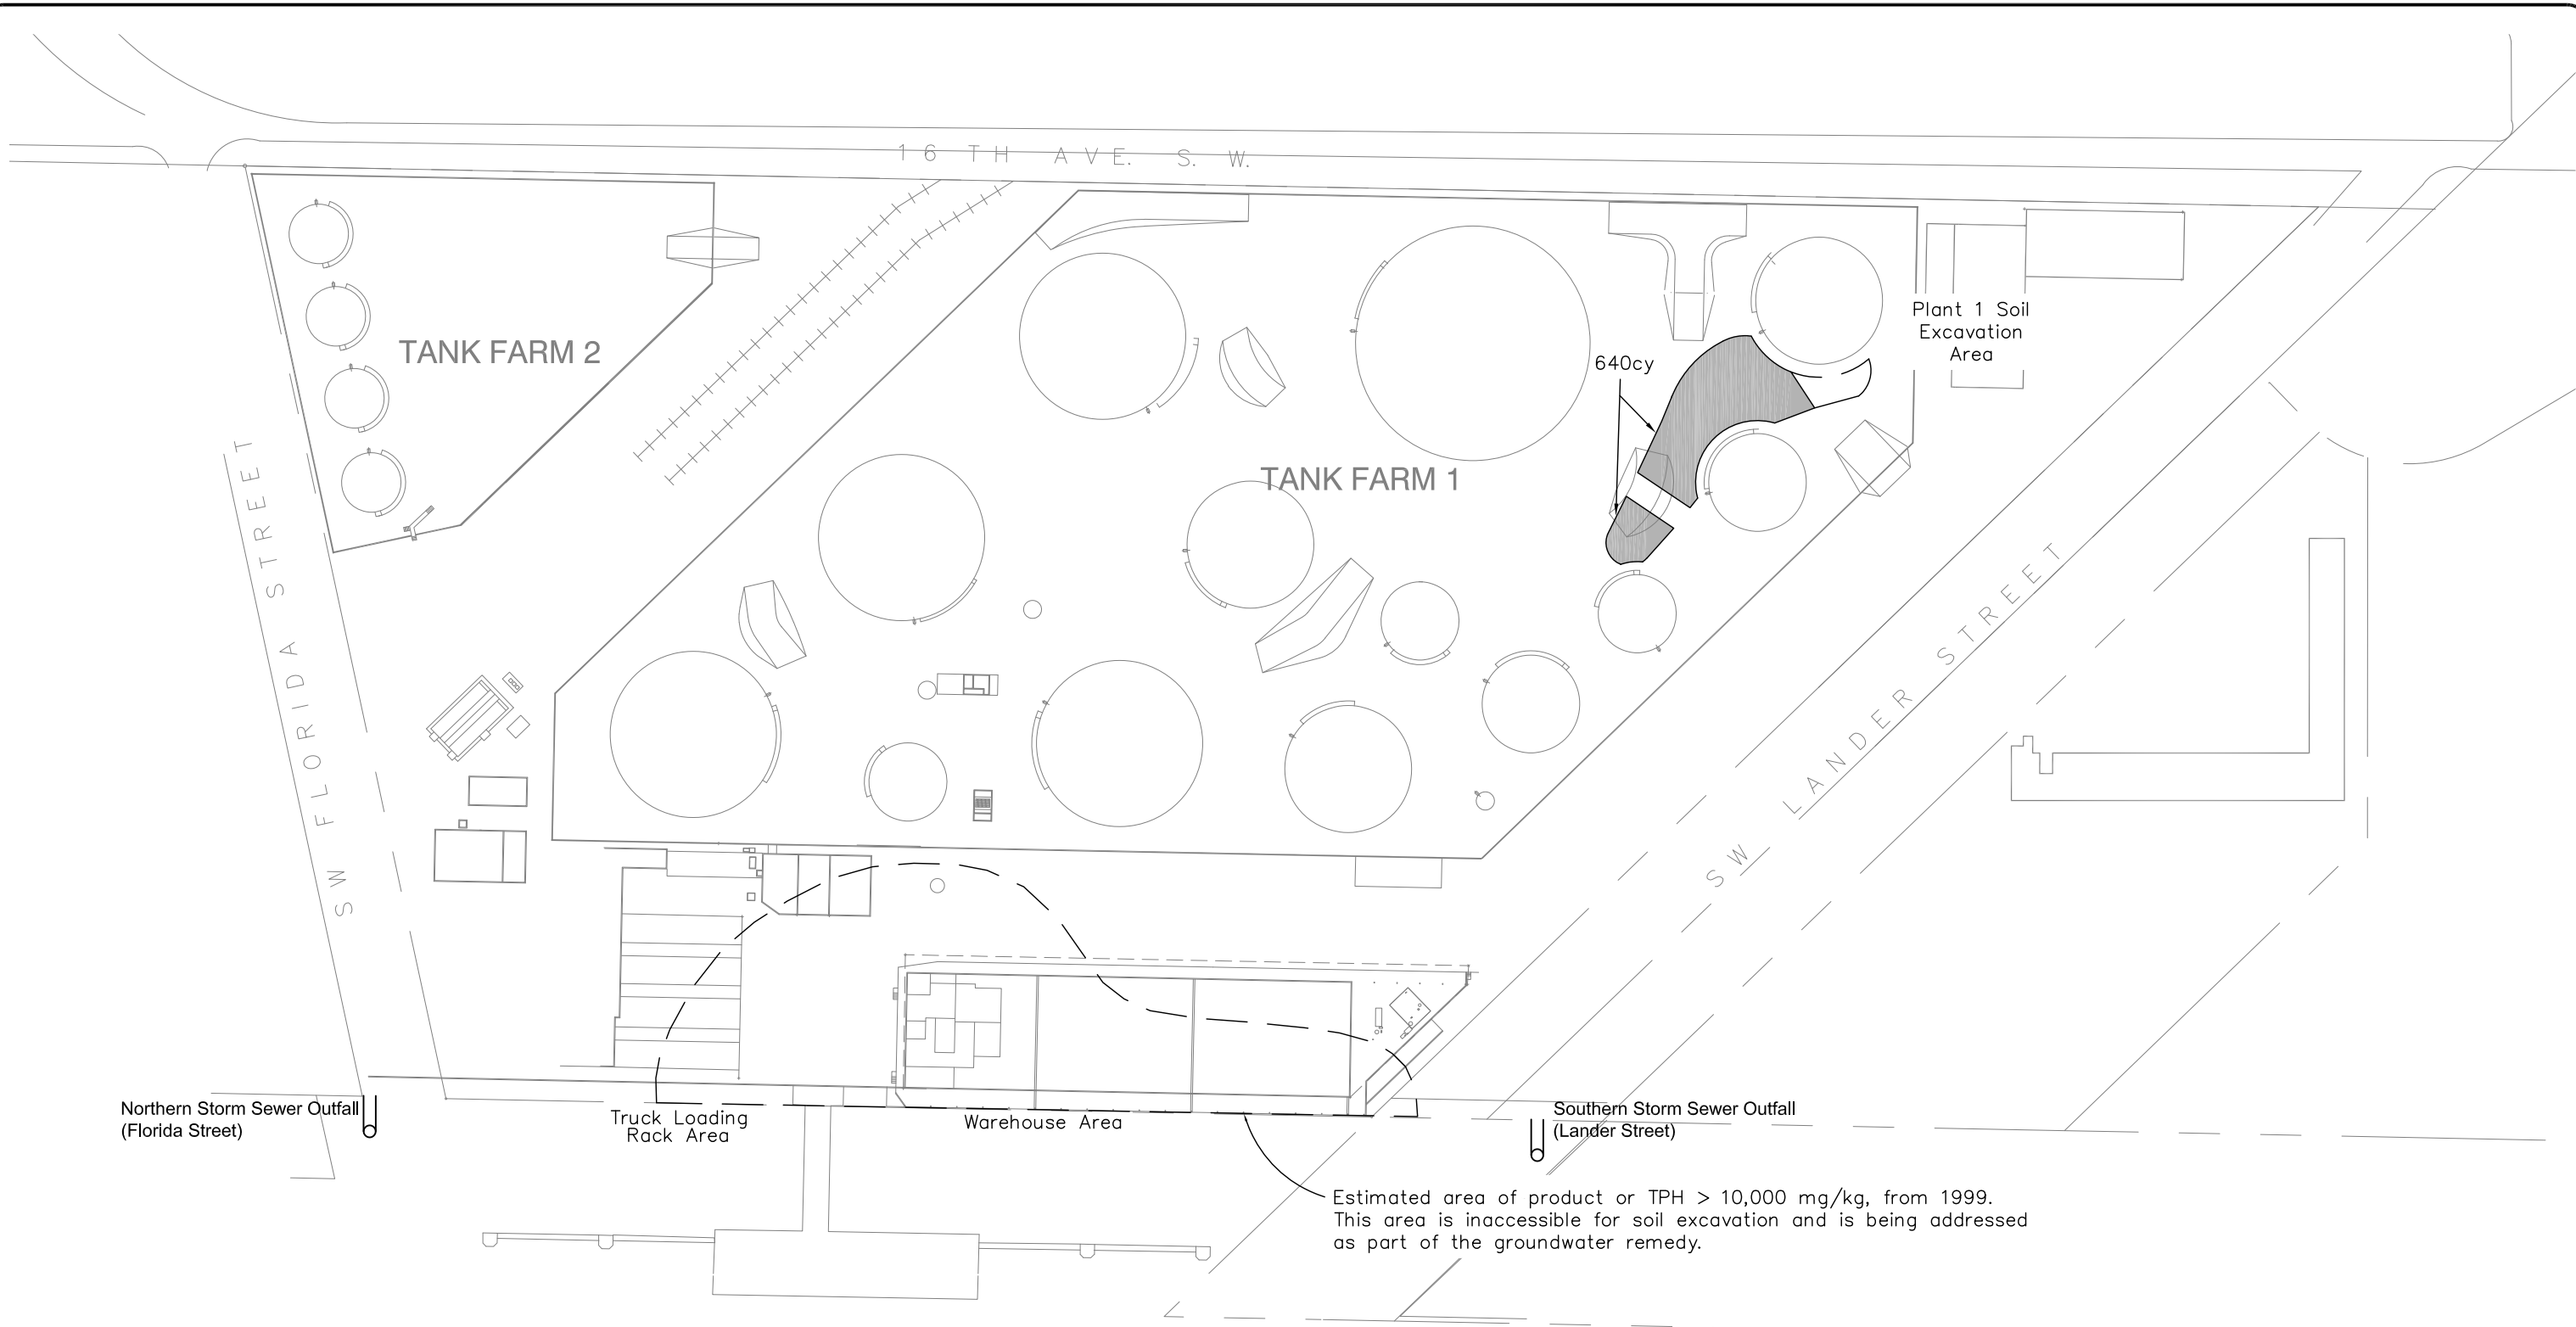 16 TH AVE. S. W.
TANK FARM 2
Plant 1 Soil
Excavation
Area
640cy
TANK FARM 1
SW FLORIDA STREET
SW LANDER STREET
Northern Storm Sewer Outfall
(Florida Street)
Truck Loading
Rack Area
Warehouse Area
Southern Storm Sewer Outfall
(Lander Street)
Estimated area of product or TPH > 10,000 mg/kg, from 1999.
This area is inaccessible for soil excavation and is being addressed
as part of the groundwater remedy.